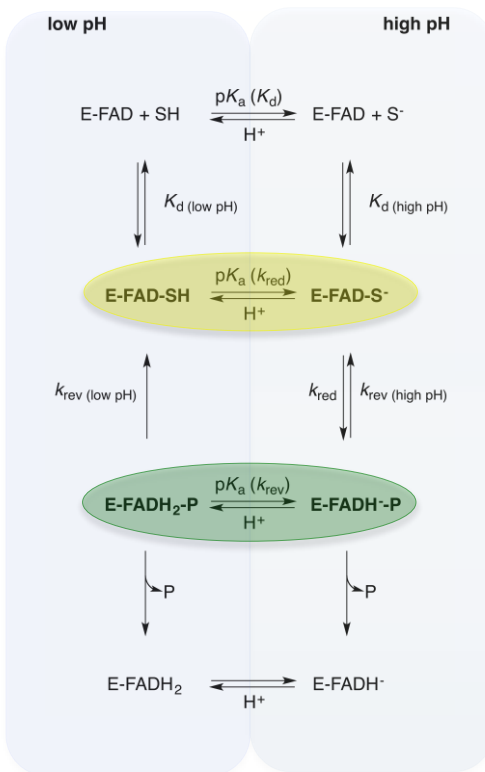 low pH high pH
pKa (Kd)
E-FAD + SH E-FAD + S-
H+
Kd (low pH) Kd (high pH)
pKa (kred)
E-FAD-SH E-FAD-S-
H+
krev (low pH) kred krev (high pH)
pKa (krev)
E-FADH2-P E-FADH--P
H+
P P
E-FADH2 E-FADH-
H+